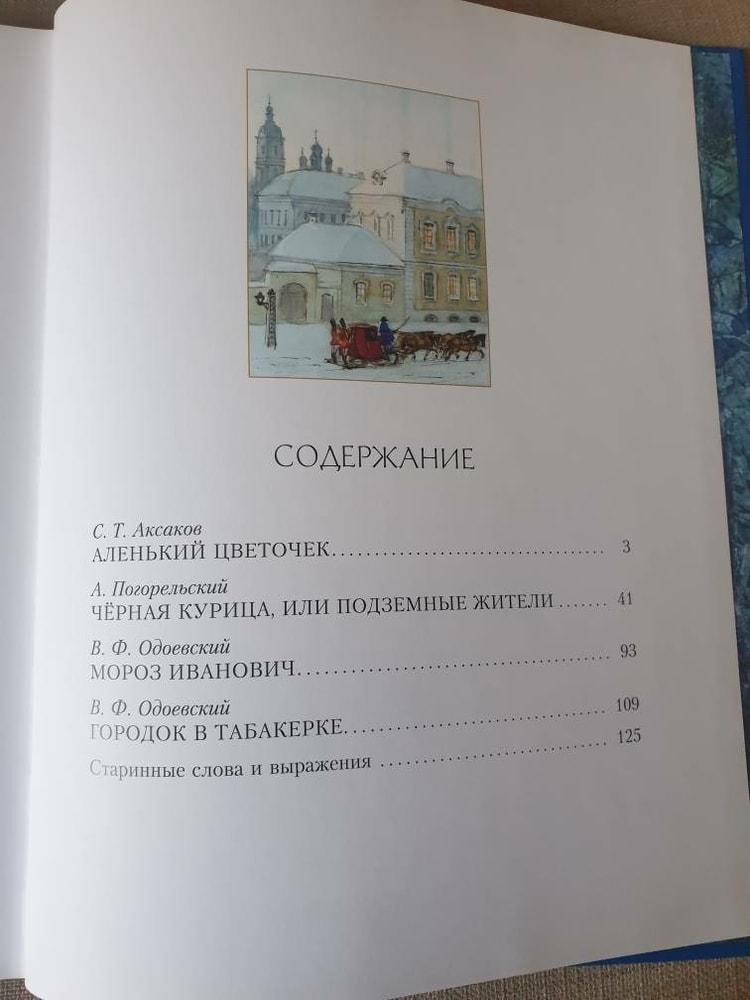 СОДЕРЖАНИЕ
С. Т. Аксаков
АЛЕНЬКИЙ ЦВЕТОЧЕК.................................. 3
А. Погорельский
ЧЁРНАЯ КУРИЦА, ИЛИ ПОДЗЕМНЫЕ ЖИТЕЛИ ....... 41
В. Ф. Одоевский
МОРОЗ ИВАНОВИЧ....................................... 93
В. Ф. Одоевский
ГОРОДОК В ТАБАКЕРКЕ................................. 109
Старинные слова и выражения ............................. 125